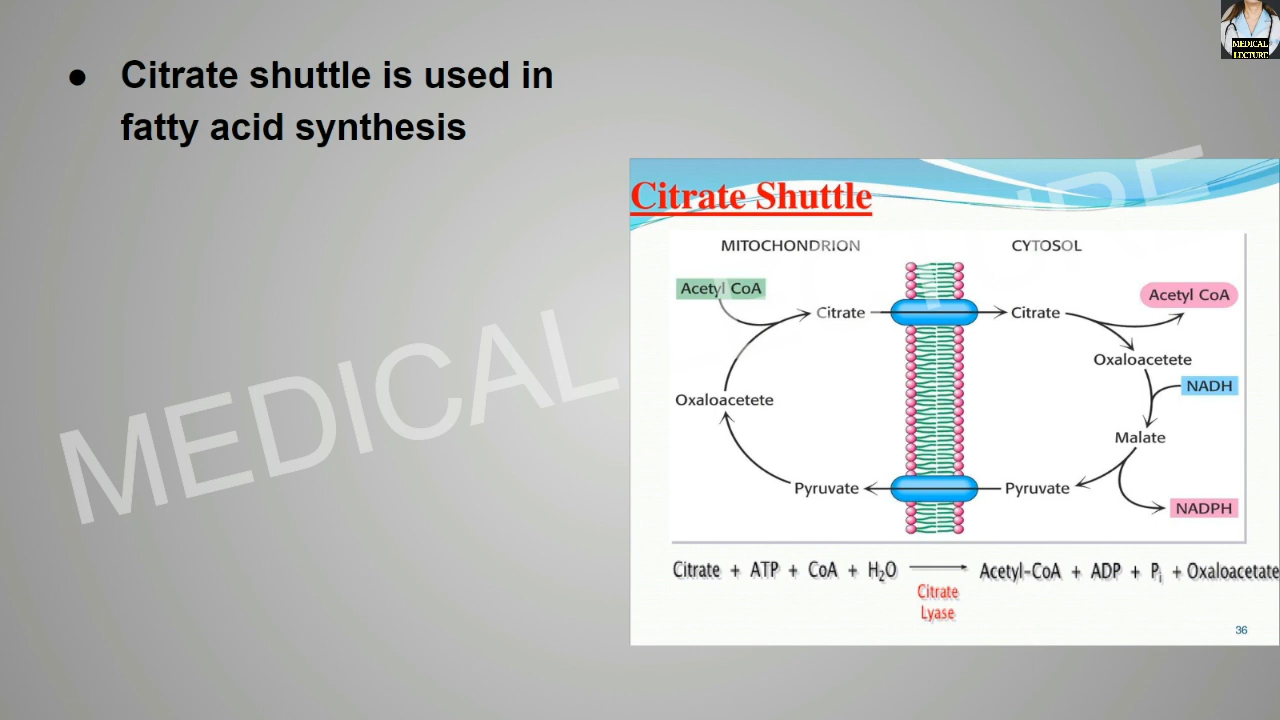 ● Citrate shuttle is used in
fatty acid synthesis
MEDICAL
LECTURE
Citrate Shuttle
MITOCHONDRION CYTOSOL
Acetyl CoA
Acetyl CoA
Citrate
Citrate
Oxaloacetete
NADH
Oxaloacetete
Malate
Pyruvate
Pyruvate
NADPH
Citrate + ATP + CoA + H₂O Acetyl-CoA + ADP + Pᵢ + Oxaloacetate
Citrate
Lyase
36
MEDICAL